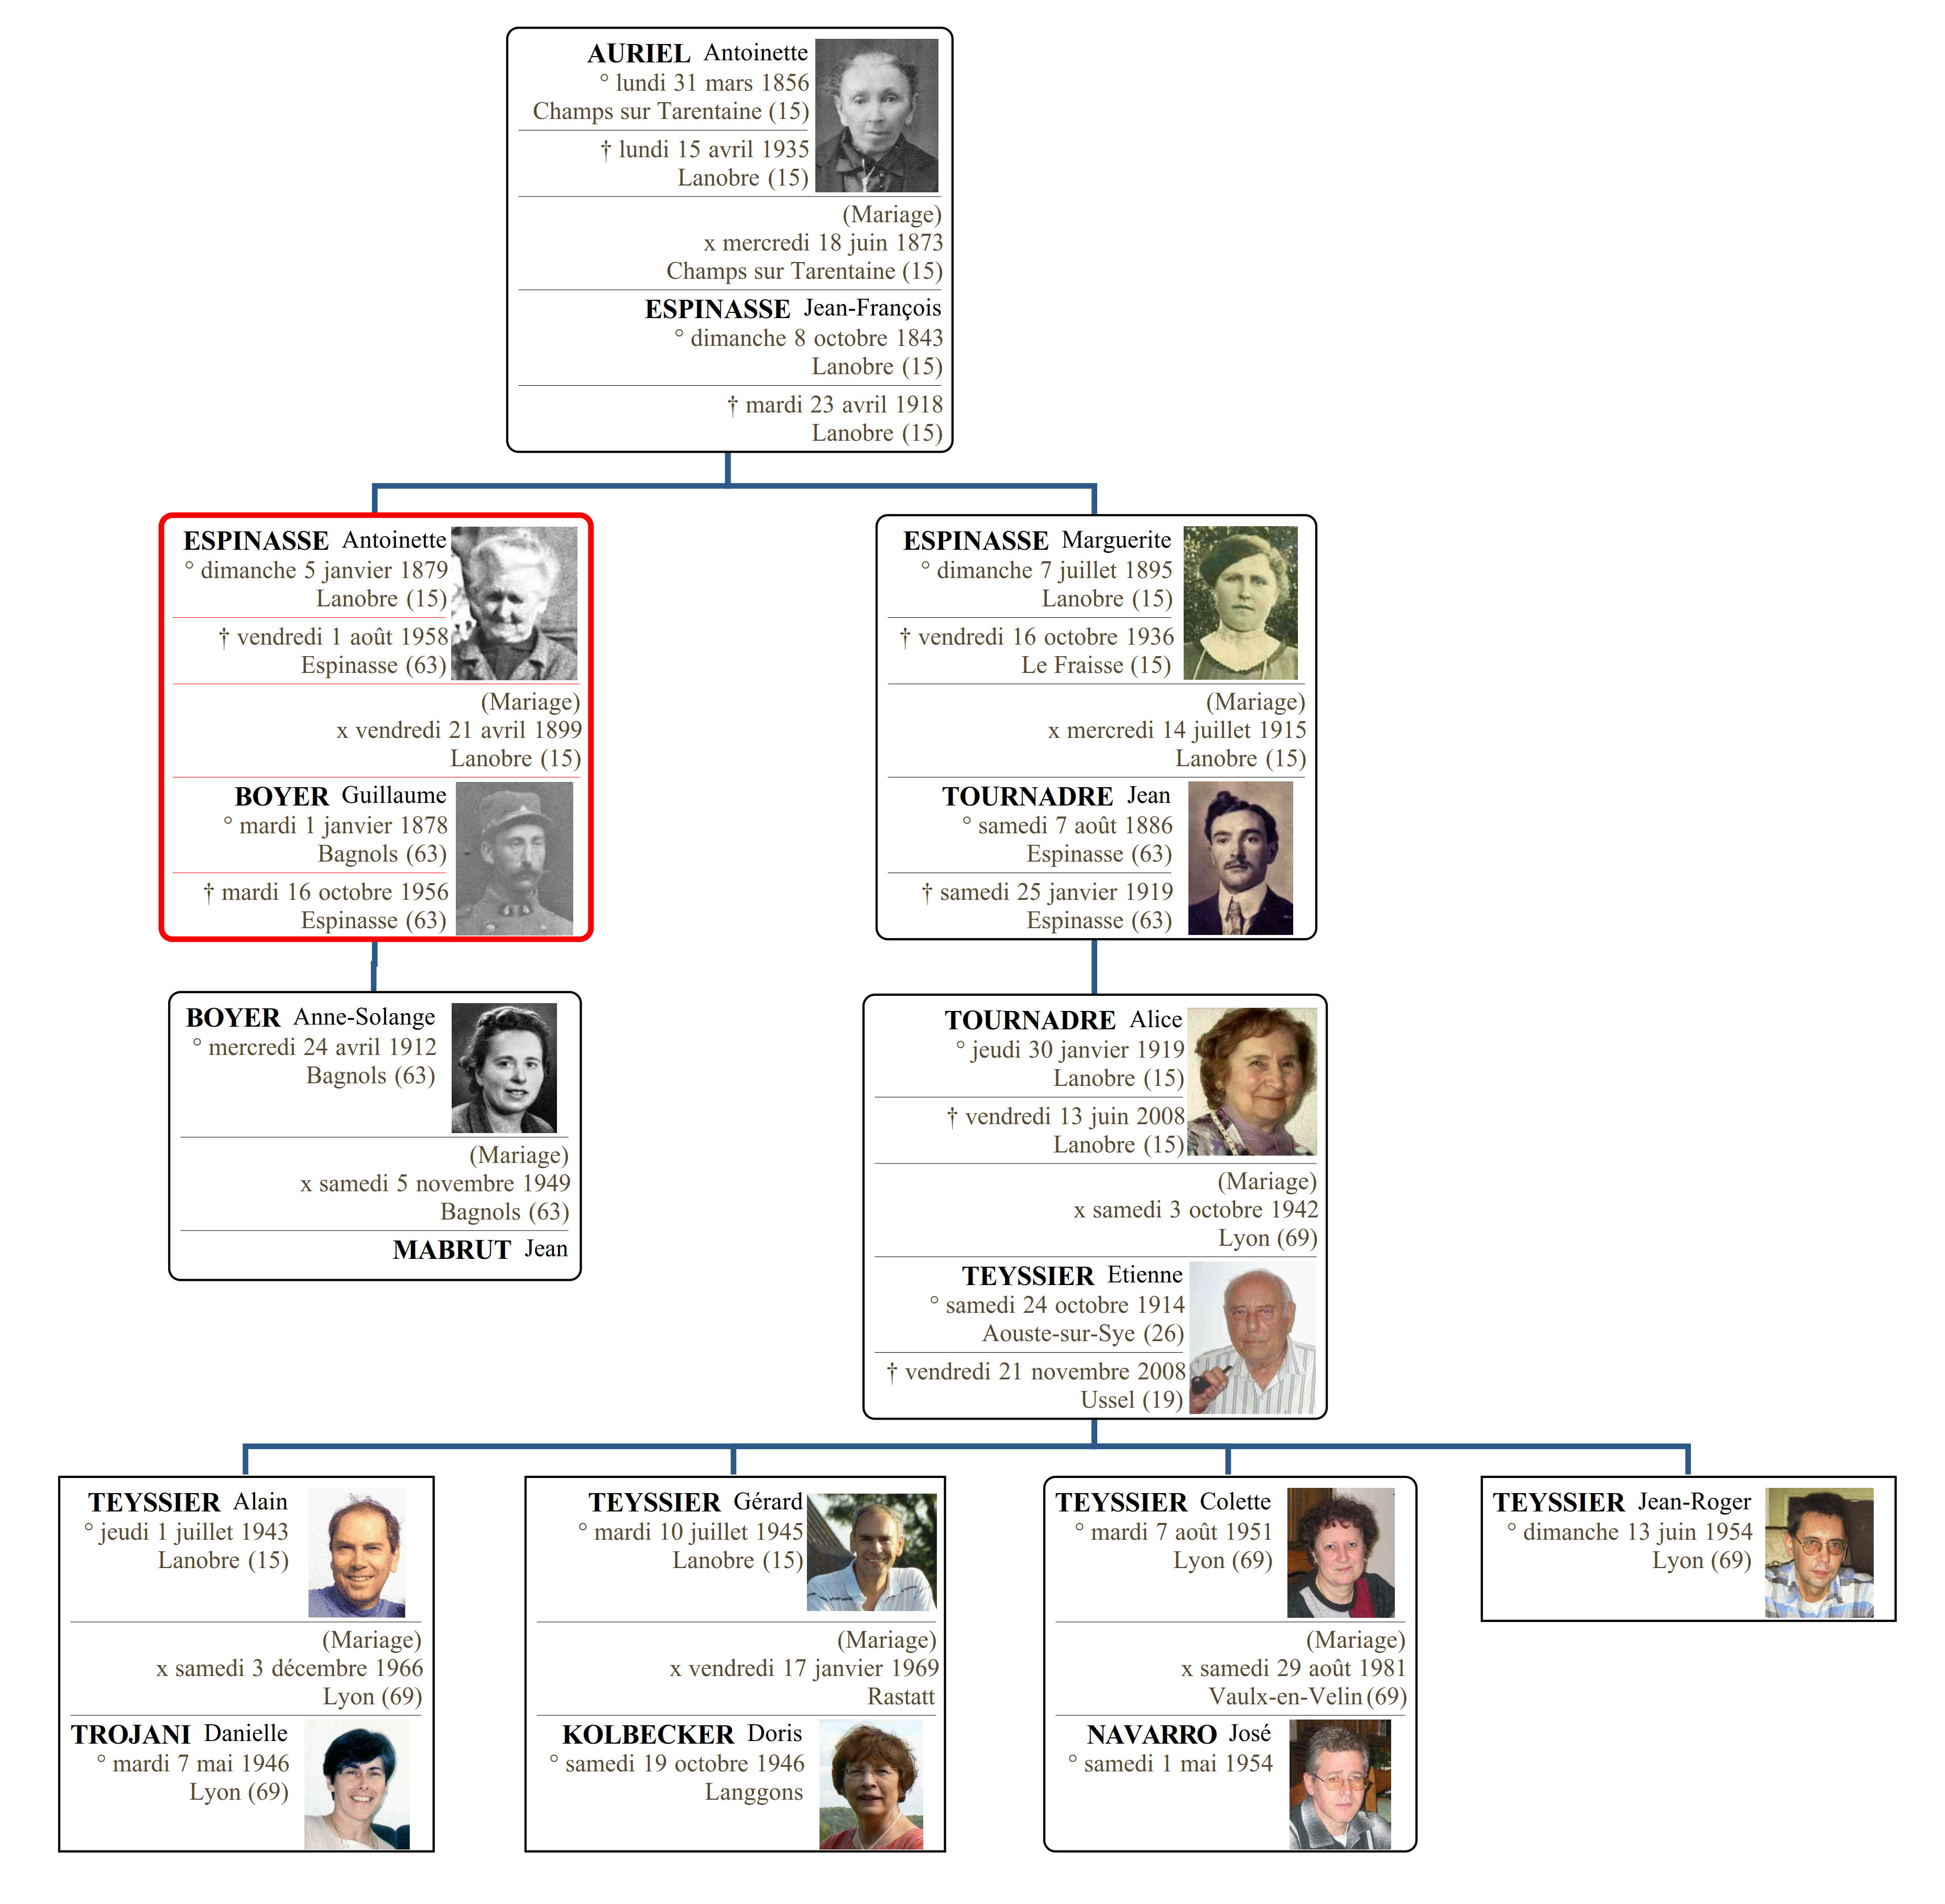 AURIEL Antoinette
° lundi 31 mars 1856
Champs sur Tarentaine (15)
† lundi 15 avril 1935
Lanobre (15)
(Mariage)
x mercredi 18 juin 1873
Champs sur Tarentaine (15)
ESPINASSE Jean-François
° dimanche 8 octobre 1843
Lanobre (15)
† mardi 23 avril 1918
Lanobre (15)
ESPINASSE Antoinette
° dimanche 5 janvier 1879
Lanobre (15)
† vendredi 1 août 1958
Espinasse (63)
(Mariage)
x vendredi 21 avril 1899
Lanobre (15)
BOYER Guillaume
° mardi 1 janvier 1878
Bagnols (63)
† mardi 16 octobre 1956
Espinasse (63)
ESPINASSE Marguerite
° dimanche 7 juillet 1895
Lanobre (15)
† vendredi 16 octobre 1936
Le Fraisse (15)
(Mariage)
x mercredi 14 juillet 1915
Lanobre (15)
TOURNADRE Jean
° samedi 7 août 1886
Espinasse (63)
† samedi 25 janvier 1919
Espinasse (63)
BOYER Anne-Solange
° mercredi 24 avril 1912
Bagnols (63)
(Mariage)
x samedi 5 novembre 1949
Bagnols (63)
MABRUT Jean
TOURNADRE Alice
° jeudi 30 janvier 1919
Lanobre (15)
† vendredi 13 juin 2008
Lanobre (15)
(Mariage)
x samedi 3 octobre 1942
Lyon (69)
TEYSSIER Etienne
° samedi 24 octobre 1914
Aouste-sur-Sye (26)
† vendredi 21 novembre 2008
Ussel (19)
TEYSSIER Alain
° jeudi 1 juillet 1943
Lanobre (15)
(Mariage)
x samedi 3 décembre 1966
Lyon (69)
TROJANI Danielle
° mardi 7 mai 1946
Lyon (69)
TEYSSIER Gérard
° mardi 10 juillet 1945
Lanobre (15)
(Mariage)
x vendredi 17 janvier 1969
Rastatt
KOLBECKER Doris
° samedi 19 octobre 1946
Langgons
TEYSSIER Colette
° mardi 7 août 1951
Lyon (69)
(Mariage)
x samedi 29 août 1981
Vaulx-en-Velin (69)
NAVARRO José
° samedi 1 mai 1954
TEYSSIER Jean-Roger
° dimanche 13 juin 1954
Lyon (69)